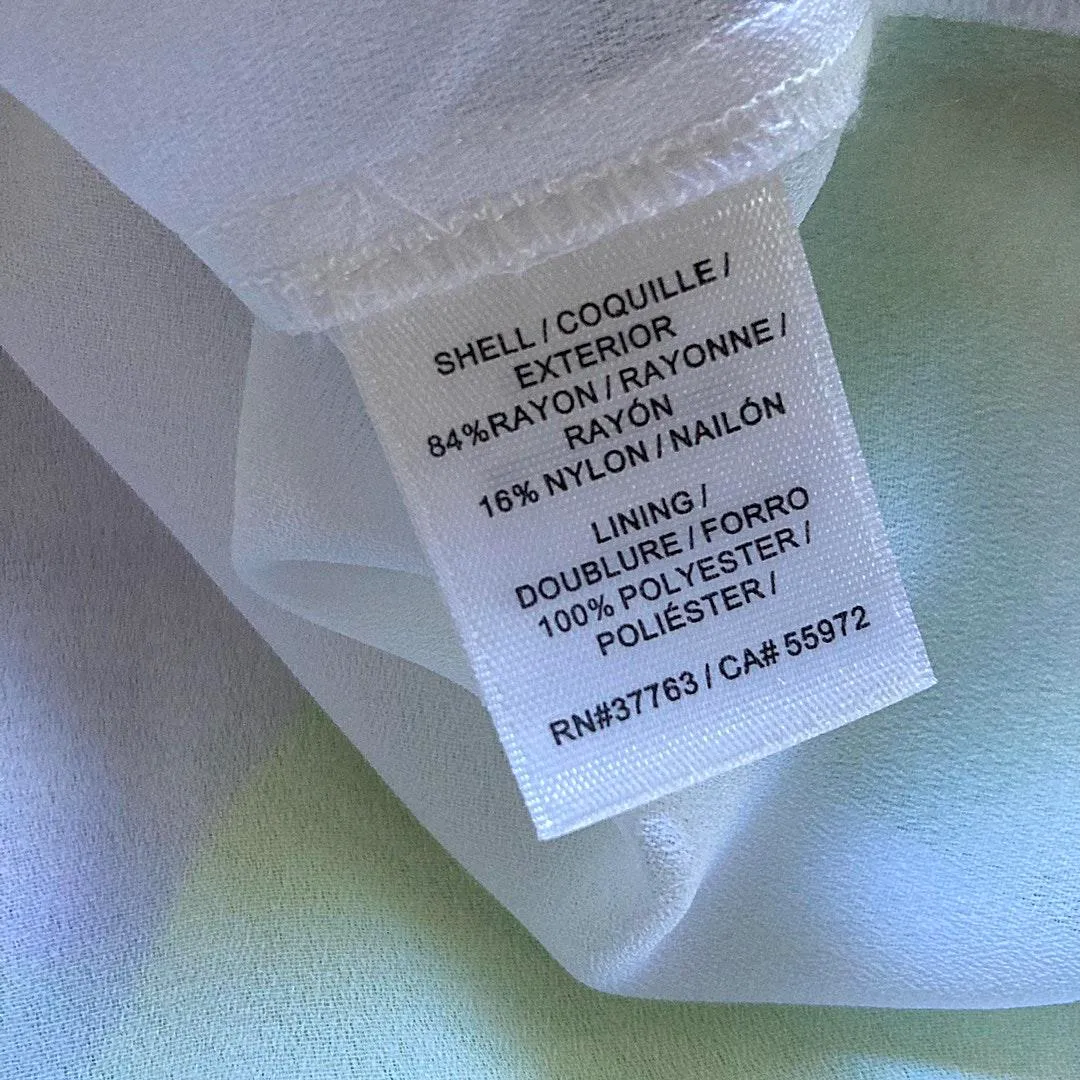 SHELL / COQUILLE /
EXTERIOR
84%RAYON / RAYONNE /
RAYÓN
16% NYLON / NAILÓN
LINING /
DOUBLURE / FORRO
100% POLYESTER /
POLIÉSTER /
RN#37763 / CA# 55972